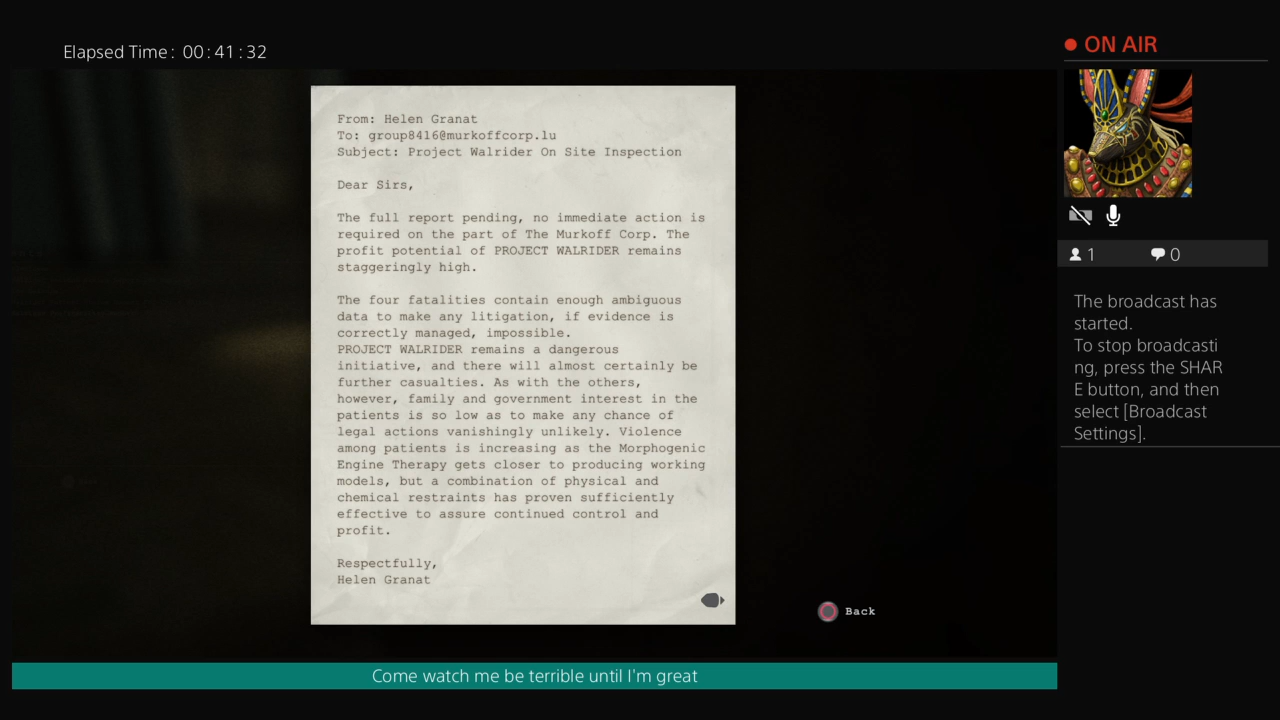 Elapsed Time: 00:41:32
ON AIR
From: Helen Granat
To: group8416@murkoffcorp.lu
Subject: Project Walrider On Site Inspection
Dear Sirs,
The full report pending, no immediate action is
required on the part of The Murkoff Corp. The
profit potential of PROJECT WALRIDER remains
staggeringly high.
The four fatalities contain enough ambiguous
data to make any litigation, if evidence is
correctly managed, impossible.
PROJECT WALRIDER remains a dangerous
initiative, and there will almost certainly be
further casualties. As with the others,
however, family and government interest in the
patients is so low as to make any chance of
legal actions vanishingly unlikely. Violence
among patients is increasing as the Morphogenic
Engine Therapy gets closer to producing working
models, but a combination of physical and
chemical restraints has proven sufficiently
effective to assure continued control and
profit.
Respectfully,
Helen Granat
Back
1
0
The broadcast has
started.
To stop broadcasti
ng, press the SHAR
E button, and then
select [Broadcast
Settings].
Come watch me be terrible until I'm great